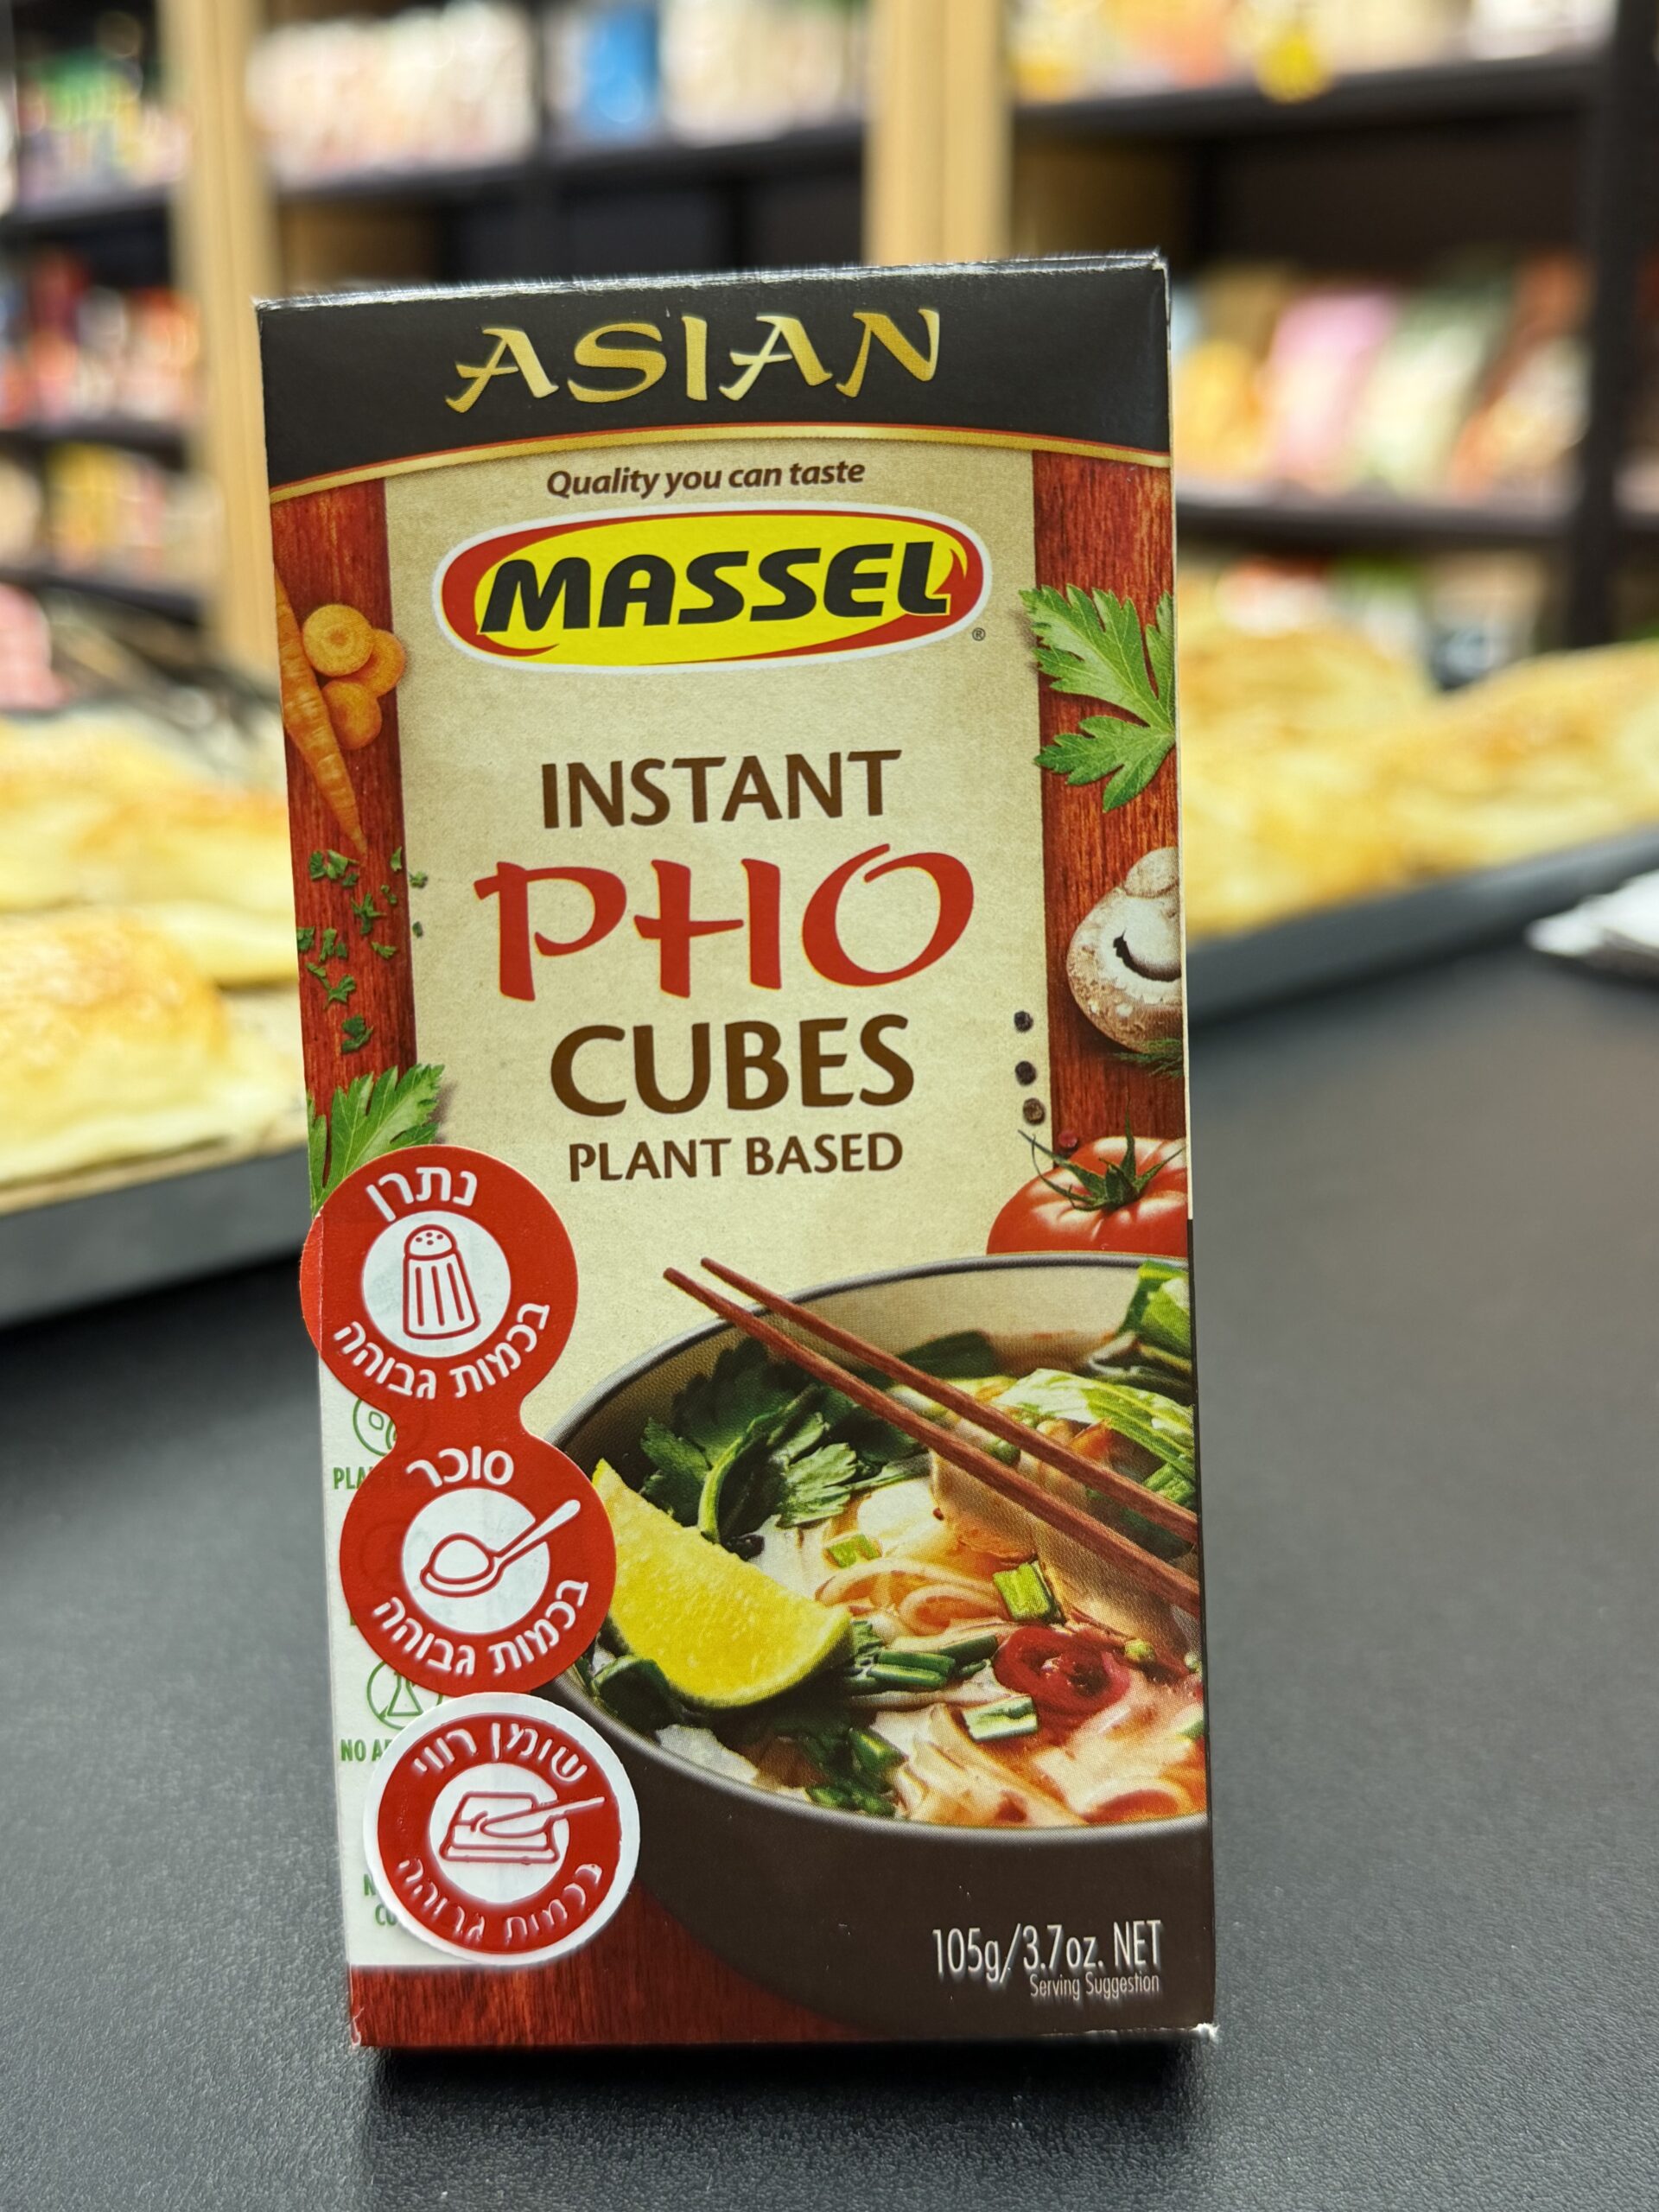 ASIAN
Quality you can taste
MASSEL
®
INSTANT
PHO
CUBES
PLANT BASED
נתרן
בכמות גבוהה
סוכר
בכמות גבוהה
שומן רווי
בכמות גבוהה
105g/3.7oz. NET
Serving Suggestion